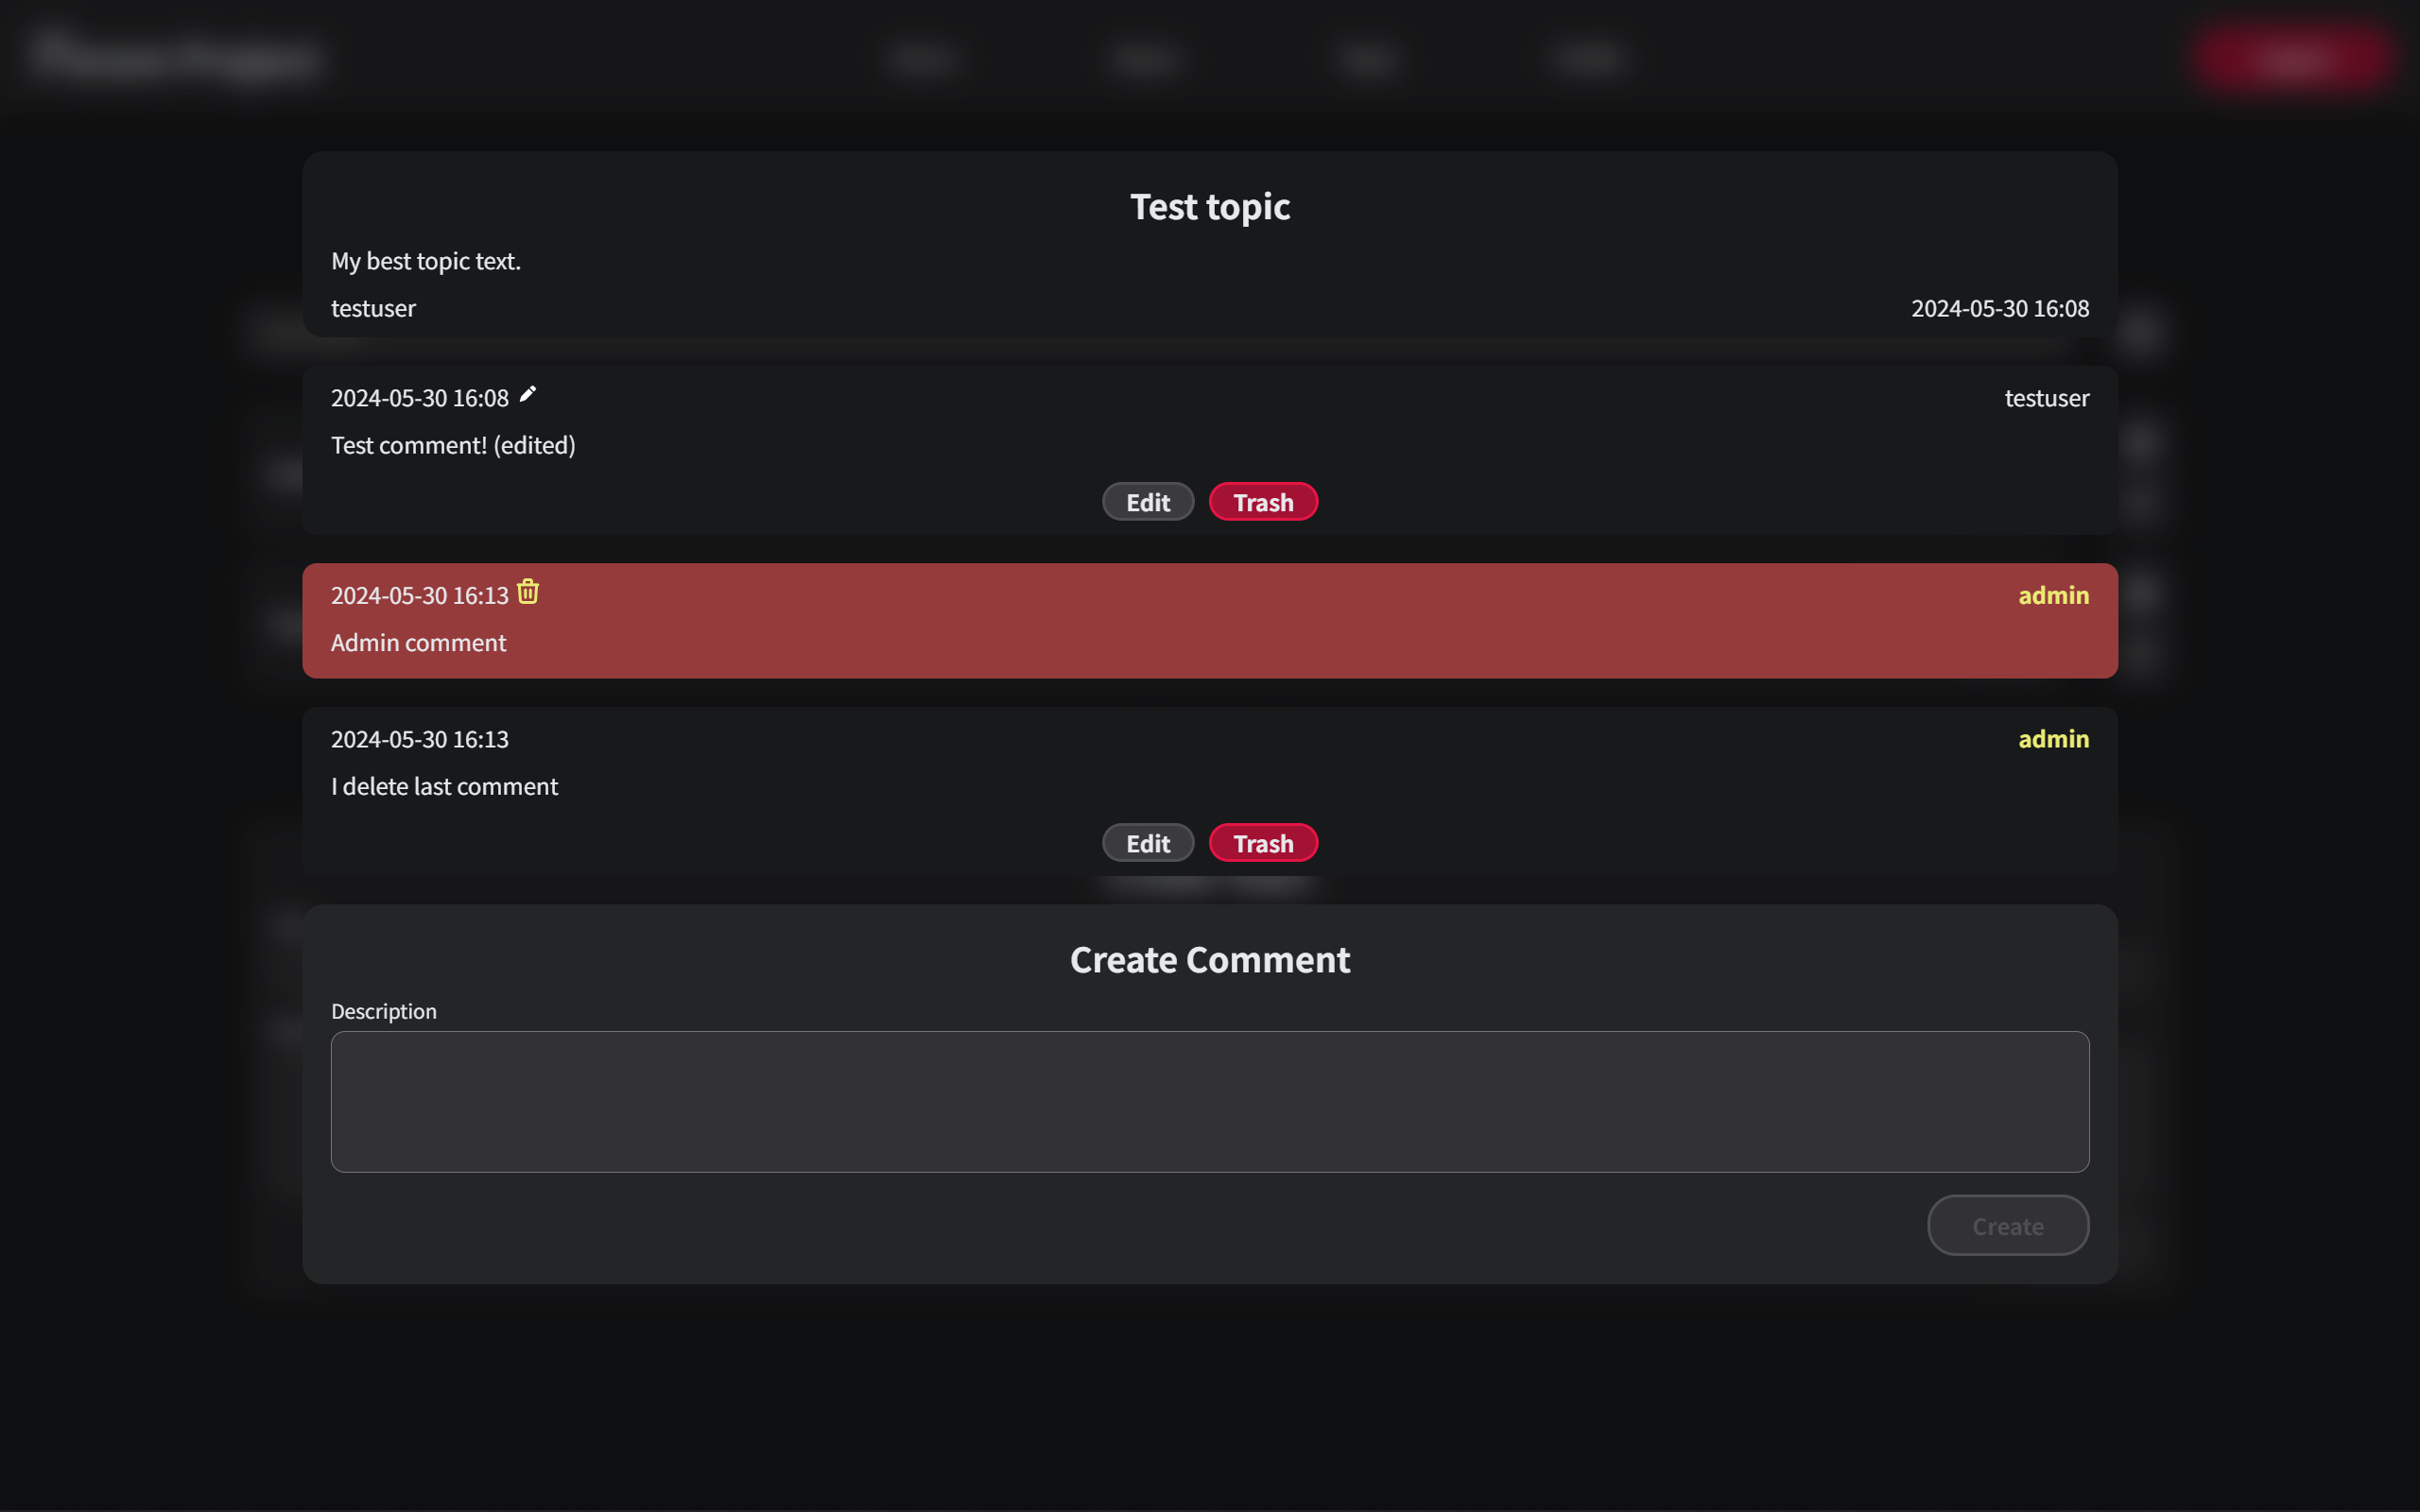 Test topic
My best topic text.
testuser 2024-05-30 16:08
2024-05-30 16:08 testuser
Test comment! (edited)
Edit Trash
2024-05-30 16:13 admin
Admin comment
2024-05-30 16:13 admin
I delete last comment
Edit Trash
Create Comment
Description
Create